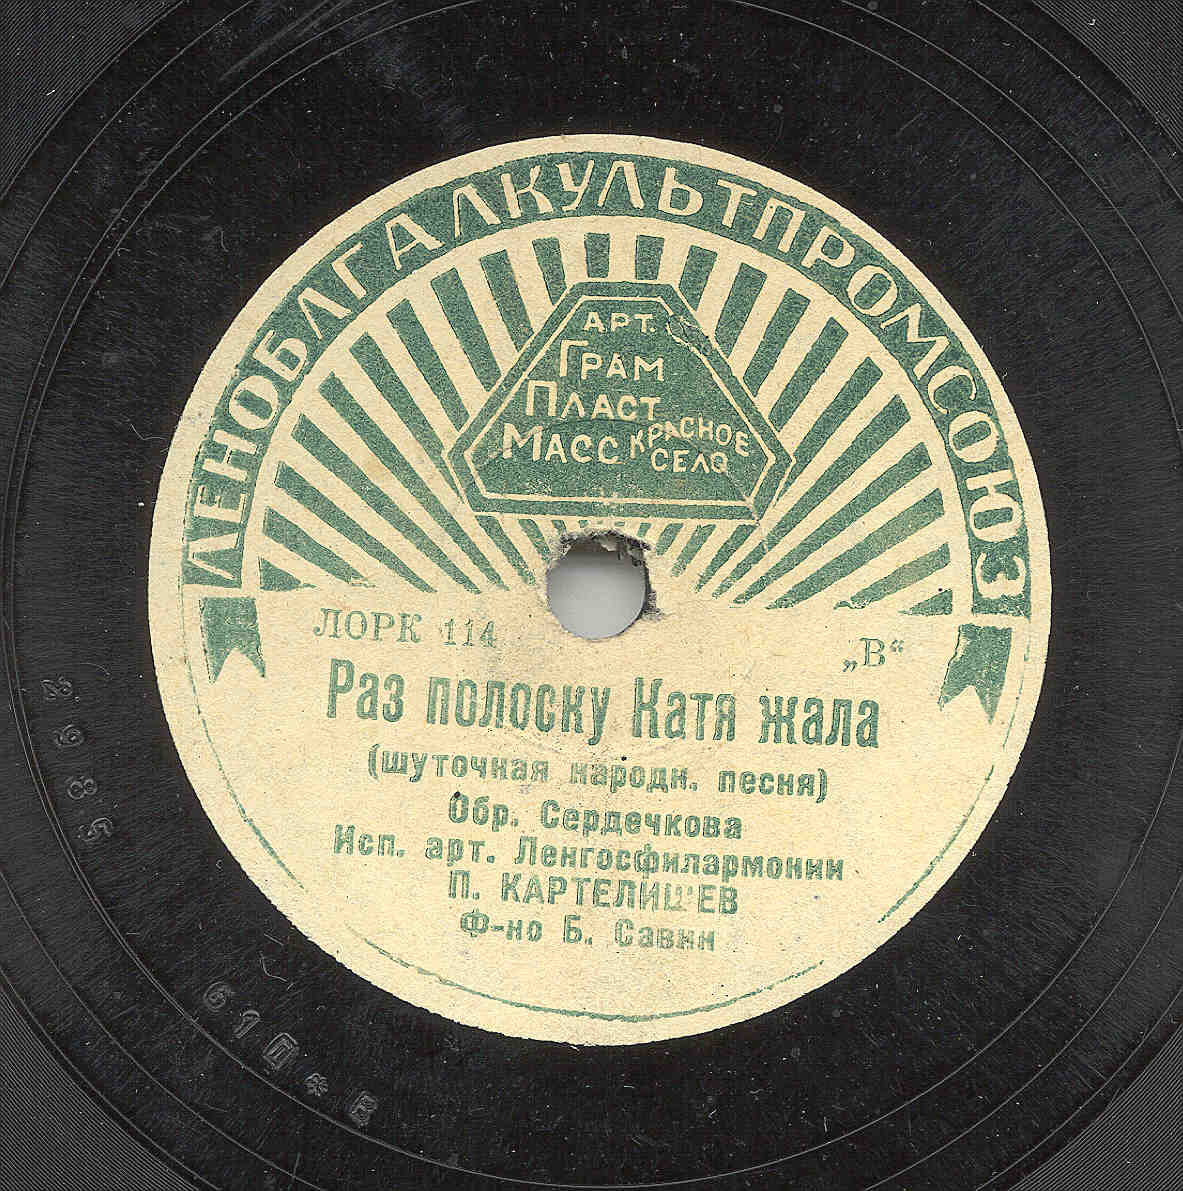 ЛЕНОБЛГАЛКУЛЬТПРОМСОЮЗ
АРТ.
ГРАМ
ПЛАСТ
МАСС КРАСНОЕ
СЕЛО
ЛОРК 114
„В“
Раз полоску Катя жала
(шуточная народн. песня)
Обр. Сердечкова
Исп. арт. Ленгосфилармонии
П. КАРТЕЛИШЕВ
Ф-но Б. Савин